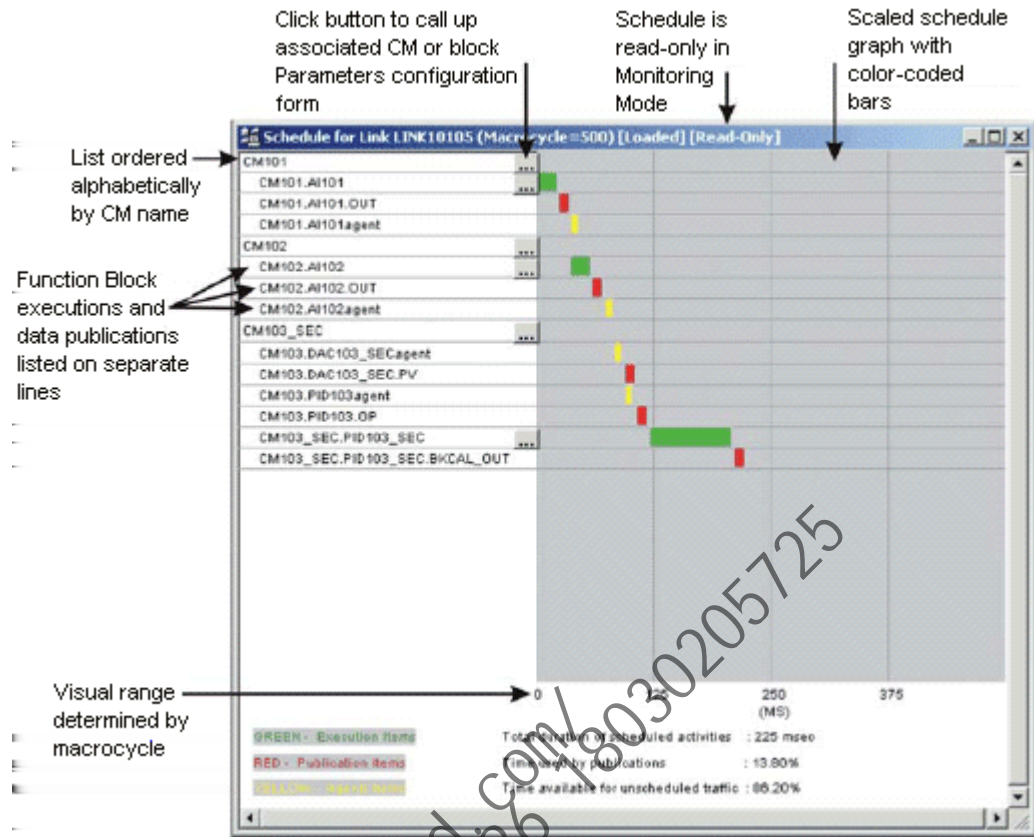 Click button to call up
associated CM or block
Parameters configuration
form
Schedule is
read-only in
Monitoring
Mode
Scaled schedule
graph with
color-coded
bars
Schedule for Link LINK10105 (Macrocycle=500) [Loaded] [Read-Only]
List ordered
alphabetically
by CM name
CM101
...
CM101.AI101
...
CM101.AI101.OUT
CM101.AI101agent
CM102
...
CM102.AI102
...
CM102.AI102.OUT
CM102.AI102agent
Function Block
executions and
data publications
listed on separate
lines
CM103_SEC
...
CM103.DAC103_SECagent
CM103.DAC103_SEC.PV
CM103.PID103agent
CM103.PID103.OP
CM103_SEC.PID103_SEC
...
CM103_SEC.PID103_SEC.BKCAL_OUT
Visual range
determined by
macrocycle
0 125 250 375
(MS)
GREEN - Execution Items
Total duration of scheduled activities : 225 msec
RED - Publication Items
Time used by publications : 13.80%
YELLOW - Agent Items
Time available for unscheduled traffic : 86.20%
18030205725